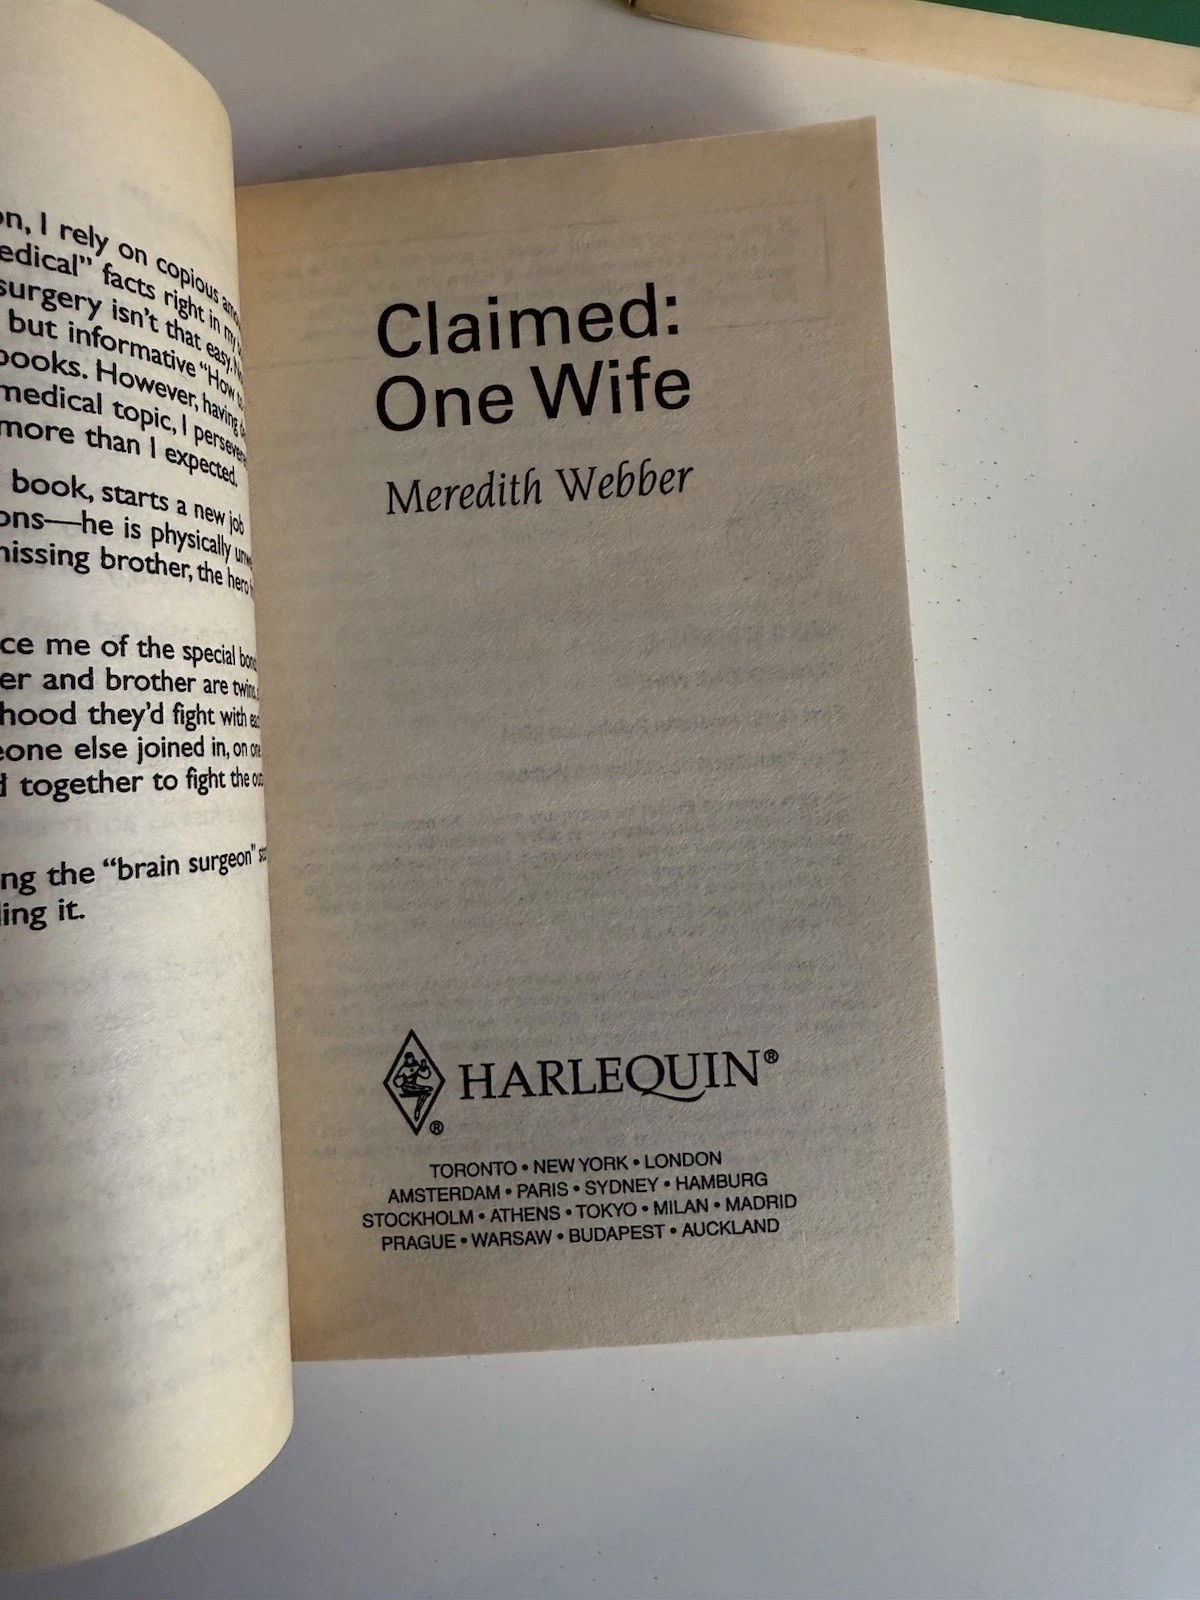 on, I rely on copious
edical" facts right in my
surgery isn't that easy.
but informative "How to
books. However, having
medical topic, I persevere
more than I expected.
book, starts a new job
ons—he is physically
missing brother, the hero
ce me of the special bond
er and brother are twins,
hood they'd fight with
eone else joined in, on one
d together to fight the
ng the "brain surgeon"
ling it.
Claimed:
One Wife
Meredith Webber
HARLEQUIN®
®
TORONTO • NEW YORK • LONDON
AMSTERDAM • PARIS • SYDNEY • HAMBURG
STOCKHOLM • ATHENS • TOKYO • MILAN • MADRID
PRAGUE • WARSAW • BUDAPEST • AUCKLAND